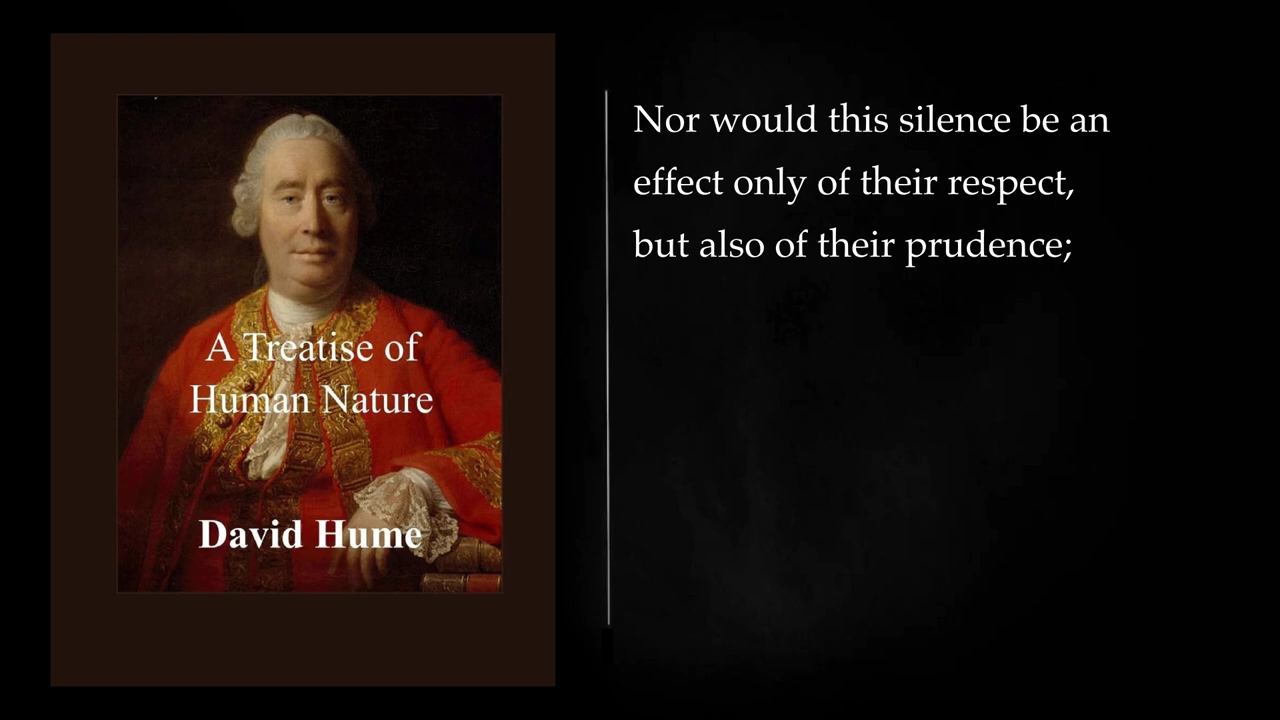 A Treatise of
Human Nature
David Hume
Nor would this silence be an
effect only of their respect,
but also of their prudence;